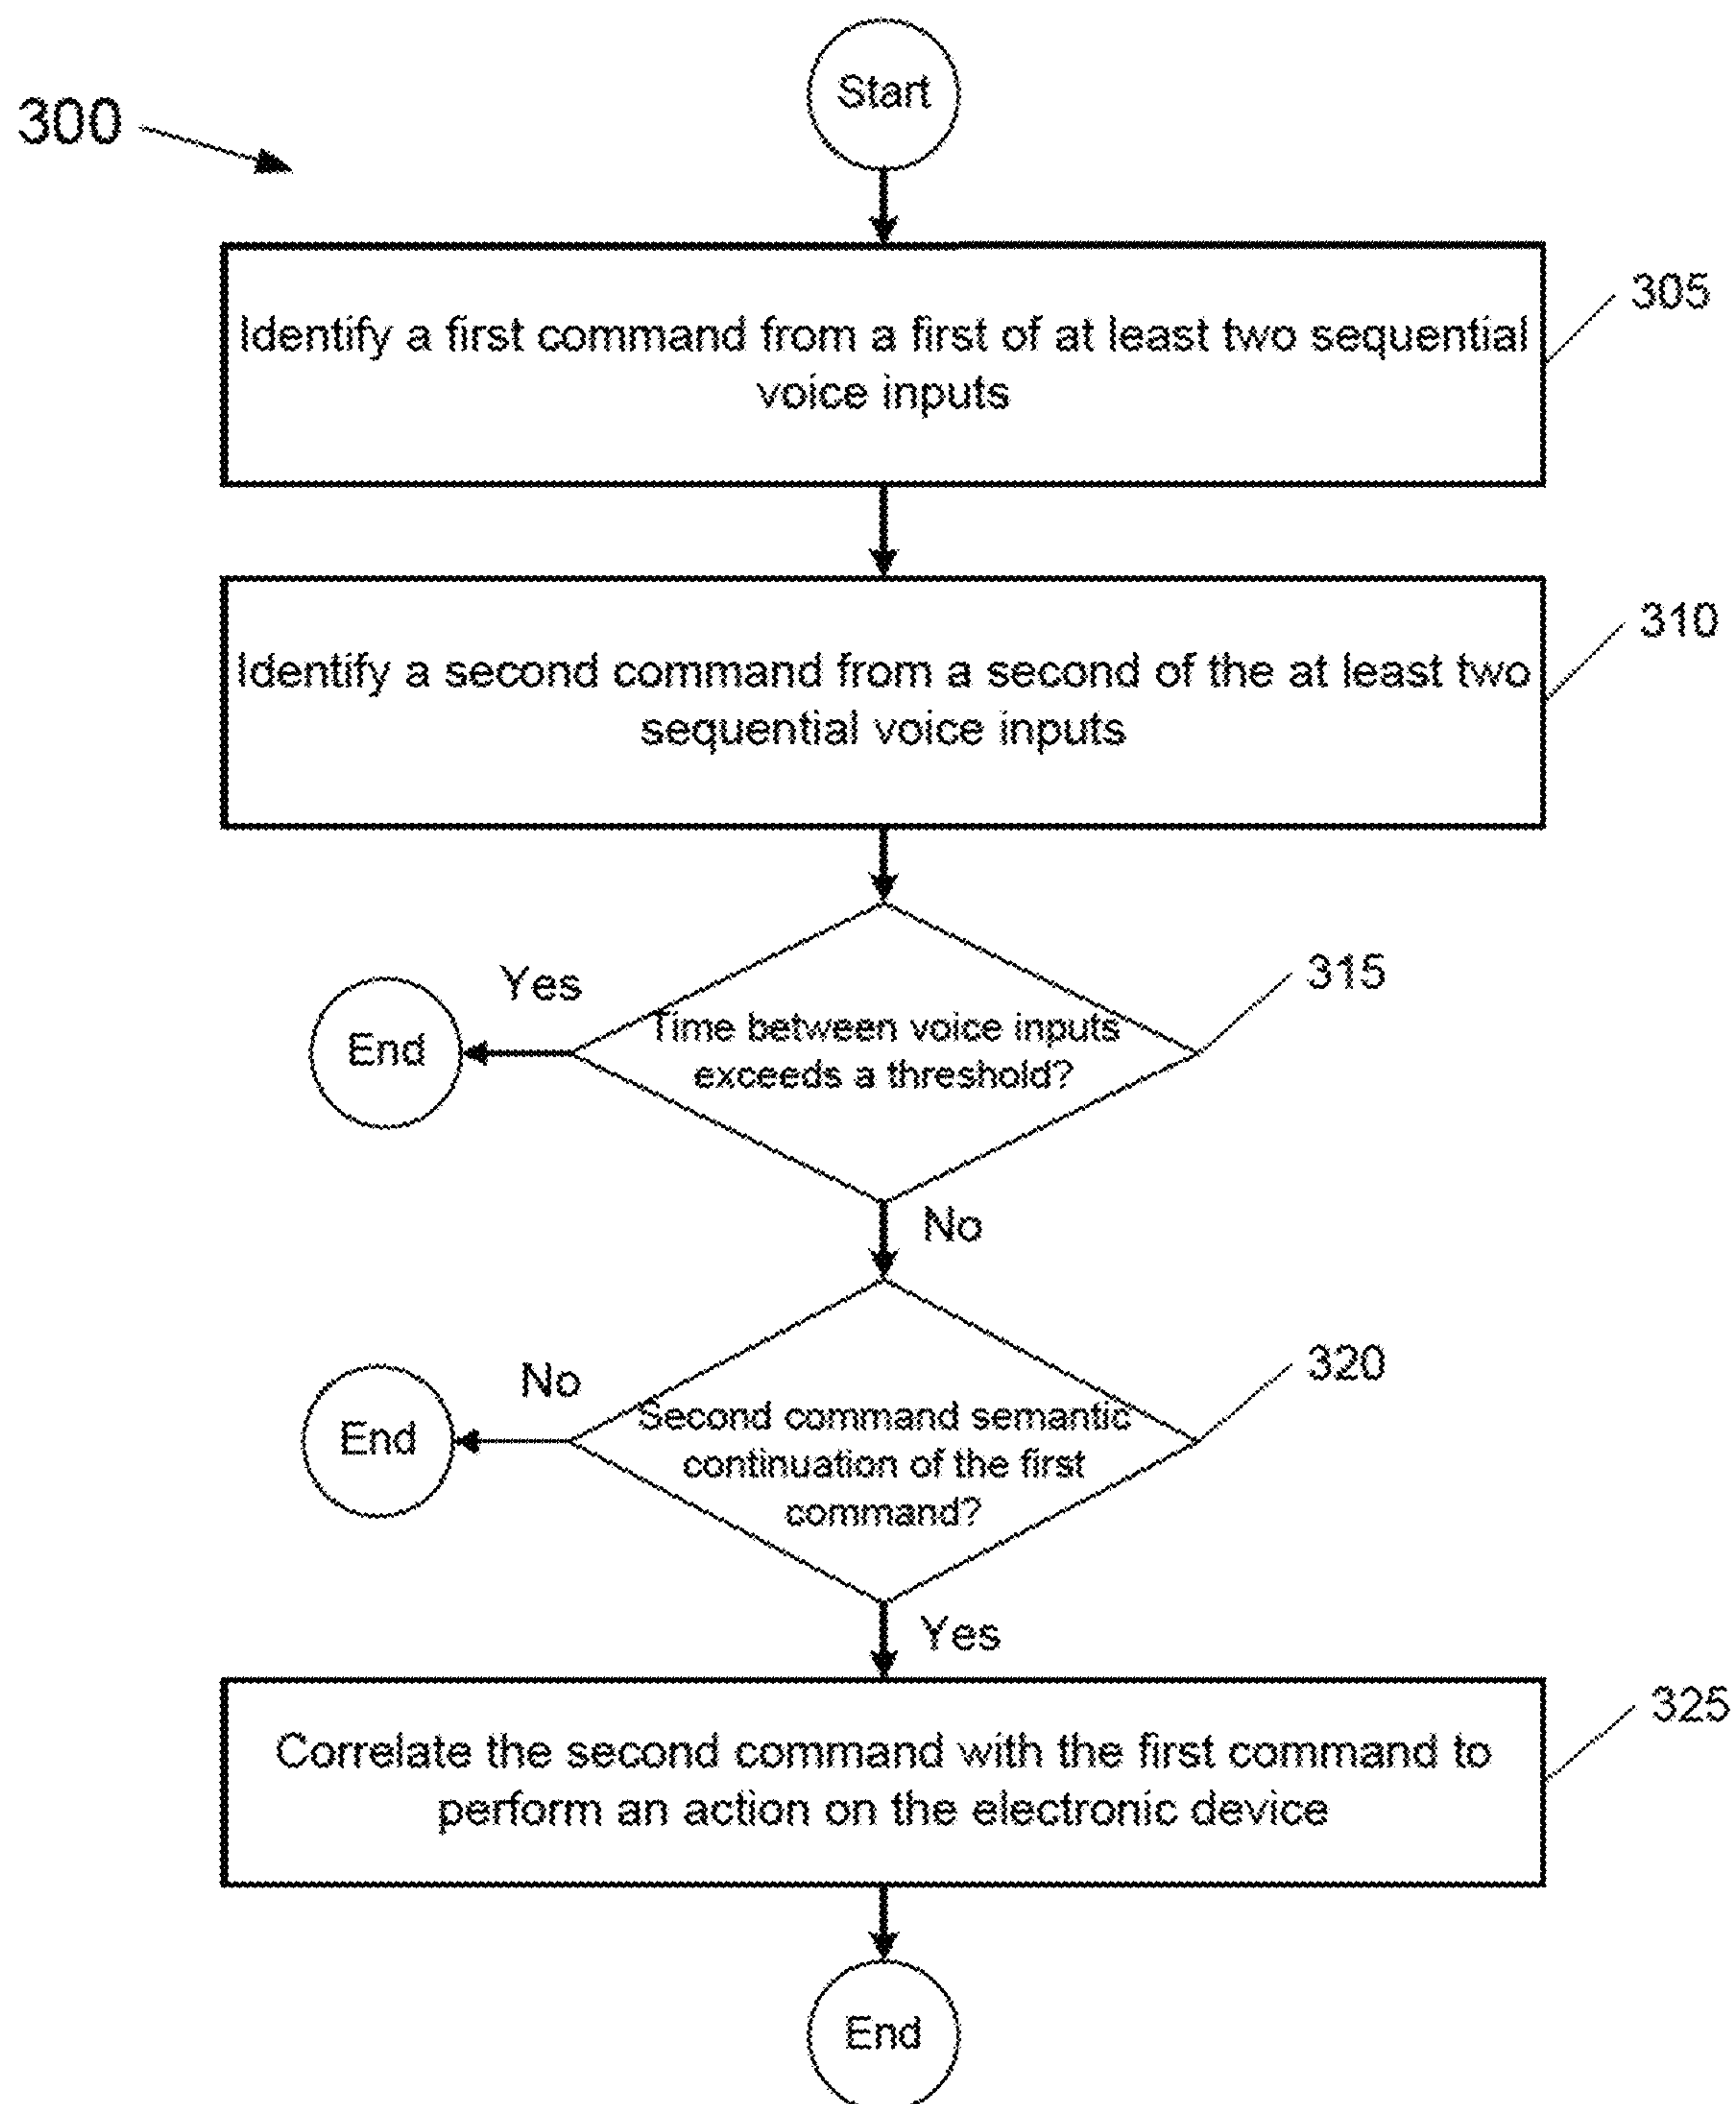 Start
300
305
Identify a first command from a first of at least two sequential
voice inputs
310
Identify a second command from a second of the at least two
sequential voice inputs
315
Yes
End
Time between voice inputs
exceeds a threshold?
No
320
No
End
Second command semantic
continuation of the first
command?
Yes
325
Correlate the second command with the first command to
perform an action on the electronic device
End